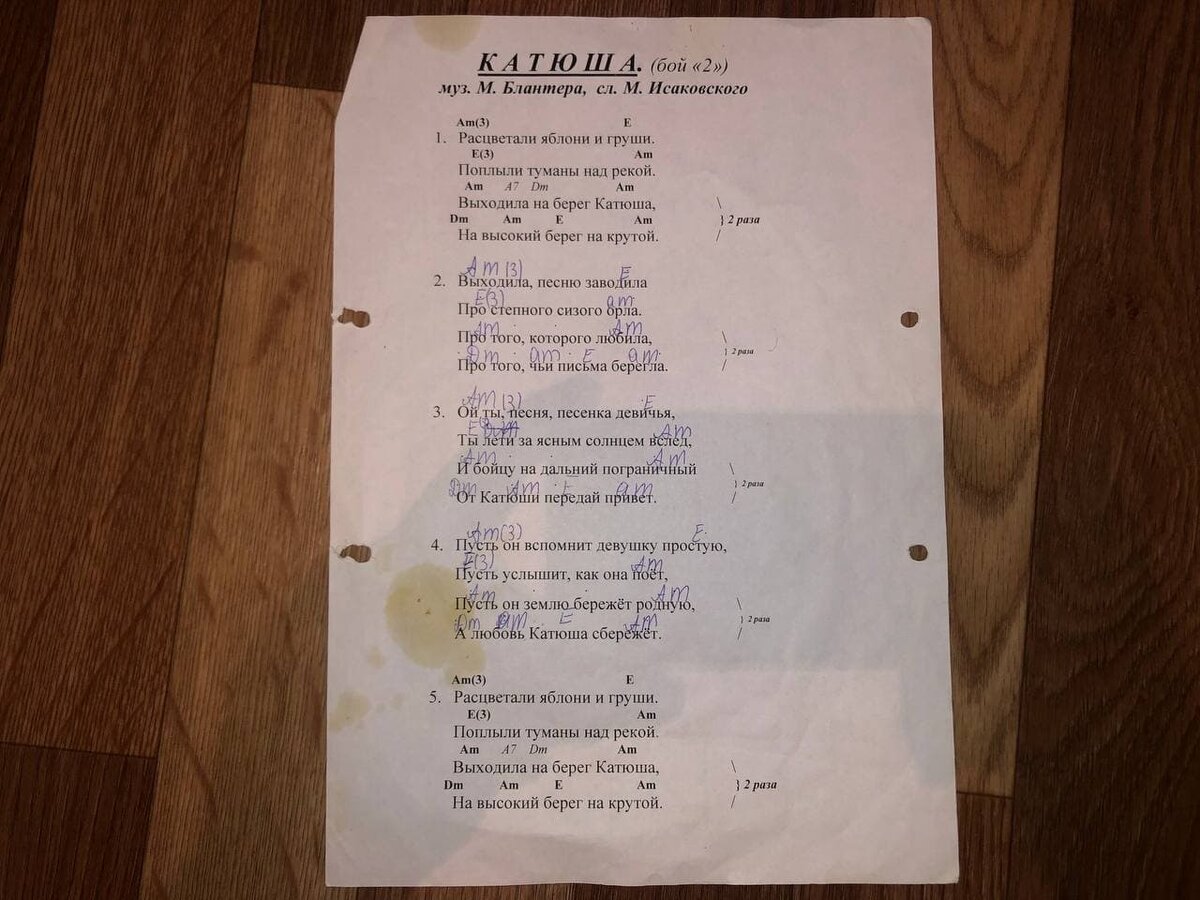 КАТЮША. (бой «2»)
муз. М. Блантера, сл. М. Исаковского
Am(3) E
1. Расцветали яблони и груши.
E(3) Am
Поплыли туманы над рекой.
Am A7 Dm Am
Выходила на берег Катюша, \
Dm Am E Am } 2 раза
На высокий берег на крутой. /
Am(3) E
2. Выходила, песню заводила
E(3) am
Про степного сизого орла.
Am Am
Про того, которого любила, \
Dm am E am } 2 раза
Про того, чьи письма берегла. /
Am(3) E
3. Ой ты, песня, песенка девичья,
E Am
Ты лети за ясным солнцем вслед,
Am Am
И бойцу на дальний пограничный \
Dm Am E am } 2 раза
От Катюши передай привет. /
Am(3) E
4. Пусть он вспомнит девушку простую,
E(3) Am
Пусть услышит, как она поёт,
Am Am
Пусть он землю бережёт родную, \
Dm am E Am } 2 раза
А любовь Катюша сбережёт. /
Am(3) E
5. Расцветали яблони и груши.
E(3) Am
Поплыли туманы над рекой.
Am A7 Dm Am
Выходила на берег Катюша, \
Dm Am E Am } 2 раза
На высокий берег на крутой. /